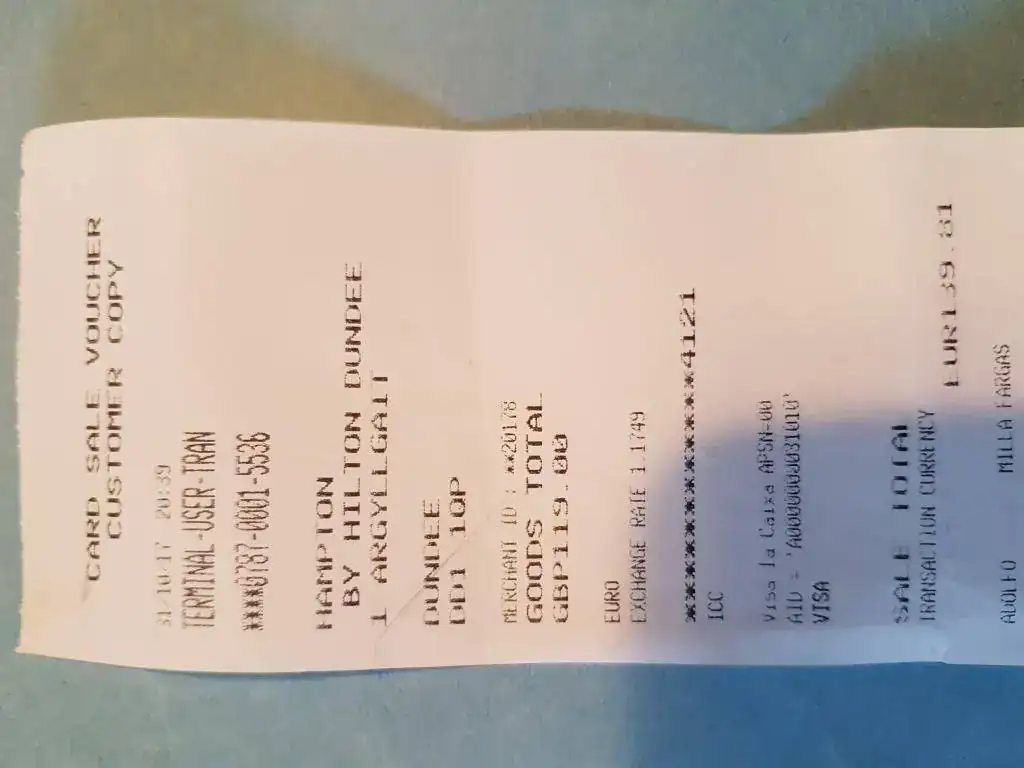 CARD SALE VOUCHER
CUSTOMER COPY
31/10/17 20:39
TERMINAL-USER-TRAN
****0787-0001-5536
HAMPTON
BY HILTON DUNDEE
1 ARGYLLGAIT
DUNDEE
DD1 1QP
MERCHANT ID: **20178
GOODS TOTAL
GBP119.00
EURO
EXCHANGE RATE 1.1749
************4121
ICC
Visa la Caixa APSN=00
AID = 'A0000000031010'
VISA
SALE TOTAL
TRANSACTION CURRENCY
EUR139.81
ADOLFO MILLA FARGAS